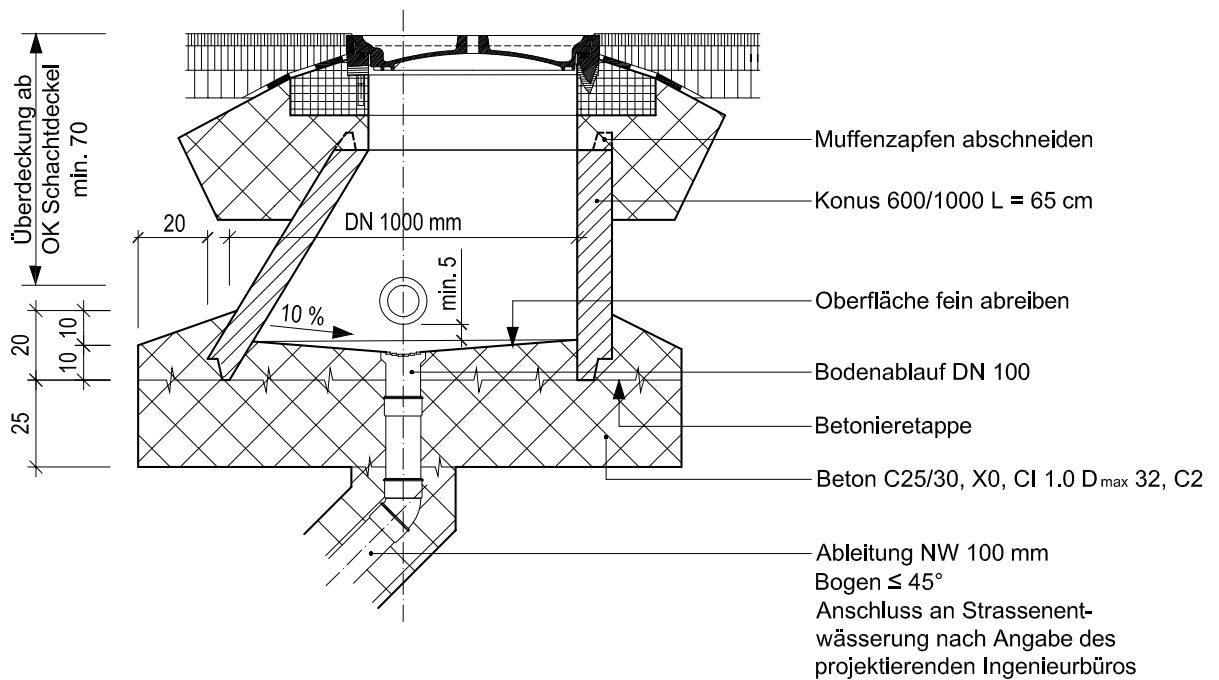 Überdeckung ab
OK Schachtdeckel
min. 70
20
DN 1000 mm
min. 5
10 %
20
10
10
25
Muffenzapfen abschneiden
Konus 600/1000 L = 65 cm
Oberfläche fein abreiben
Bodenablauf DN 100
Betonieretappe
Beton C25/30, X0, Cl 1.0 Dmax 32, C2
Ableitung NW 100 mm
Bogen ≤ 45°
Anschluss an Strassenent-
wässerung nach Angabe des
projektierenden Ingenieurbüros